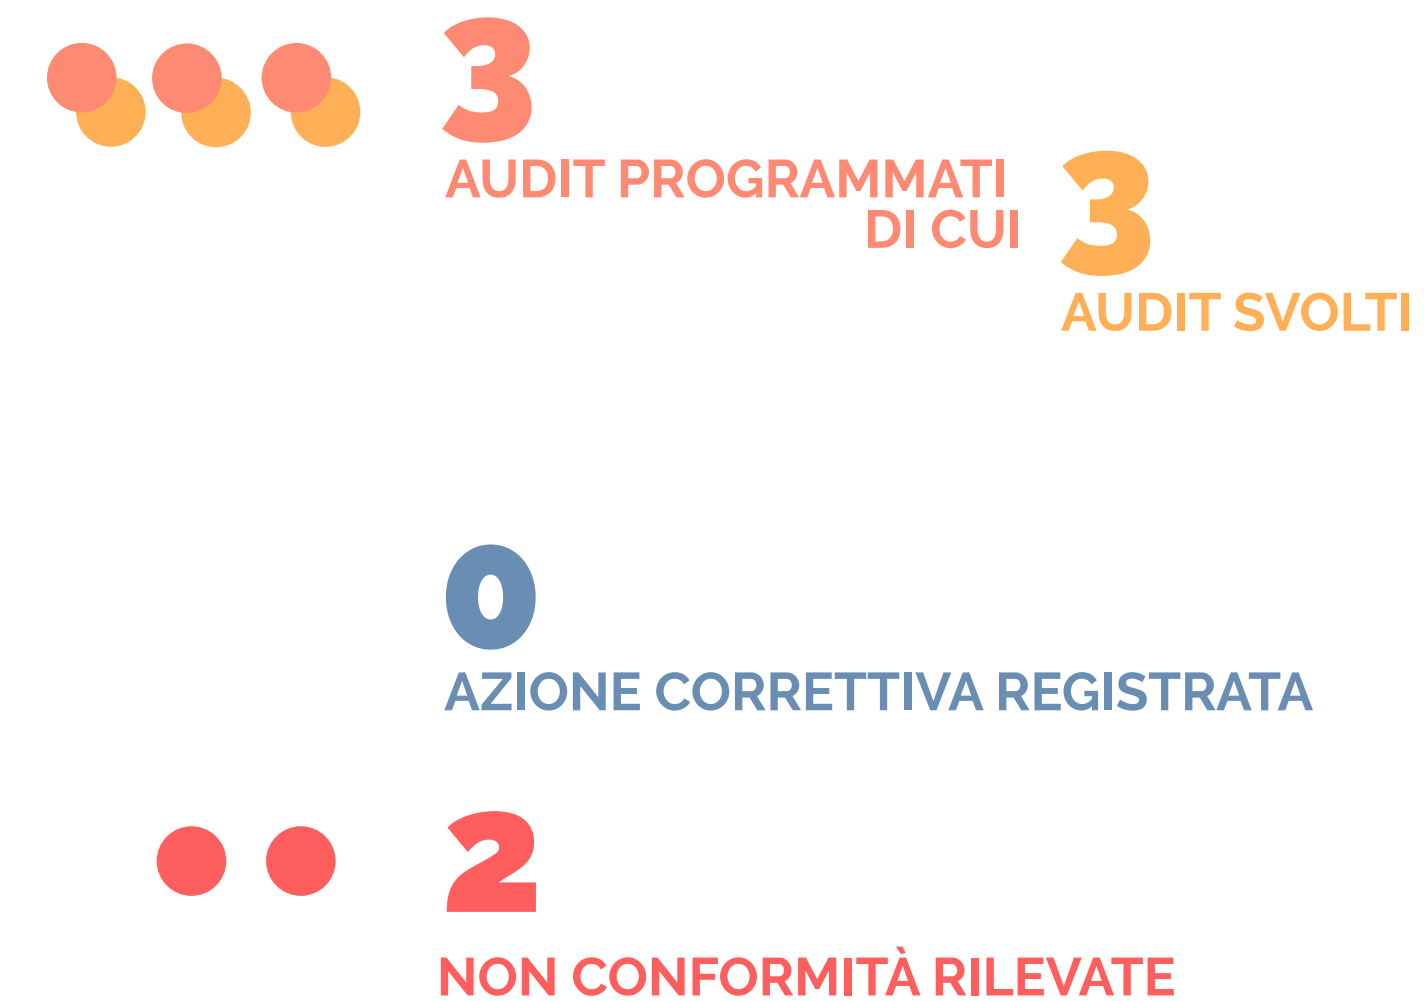 3
AUDIT PROGRAMMATI
DI CUI
3
AUDIT SVOLTI
0
AZIONE CORRETTIVA REGISTRATA
2
NON CONFORMITÀ RILEVATE